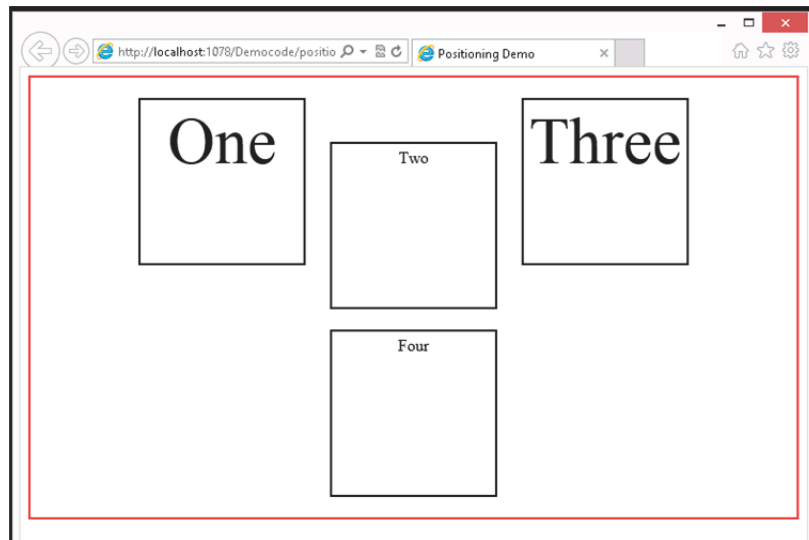 http://localhost:1078/Democode/positio
Positioning Demo
One
Two
Three
Four